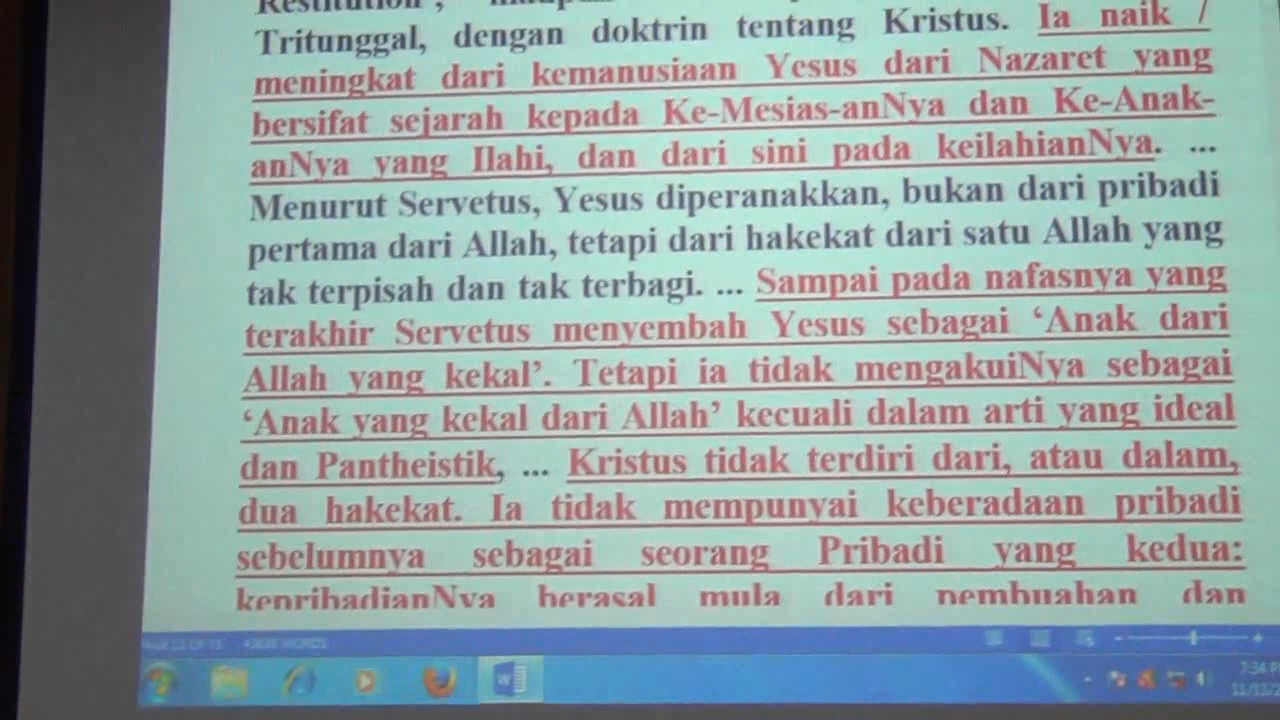 Restitution',
Tritunggal, dengan doktrin tentang Kristus. Ia naik /
meningkat dari kemanusiaan Yesus dari Nazaret yang
bersifat sejarah kepada Ke-Mesias-anNya dan Ke-Anak-
anNya yang Ilahi, dan dari sini pada keilahianNya. ...
Menurut Servetus, Yesus diperanakkan, bukan dari pribadi
pertama dari Allah, tetapi dari hakekat dari satu Allah yang
tak terpisah dan tak terbagi. ... Sampai pada nafasnya yang
terakhir Servetus menyembah Yesus sebagai ‘Anak dari
Allah yang kekal’. Tetapi ia tidak mengakuiNya sebagai
‘Anak yang kekal dari Allah’ kecuali dalam arti yang ideal
dan Pantheistik, ... Kristus tidak terdiri dari, atau dalam,
dua hakekat. Ia tidak mempunyai keberadaan pribadi
sebelumnya sebagai seorang Pribadi yang kedua:
kepribadianNya berasal mula dari pembuahan dan
W
7:34 P